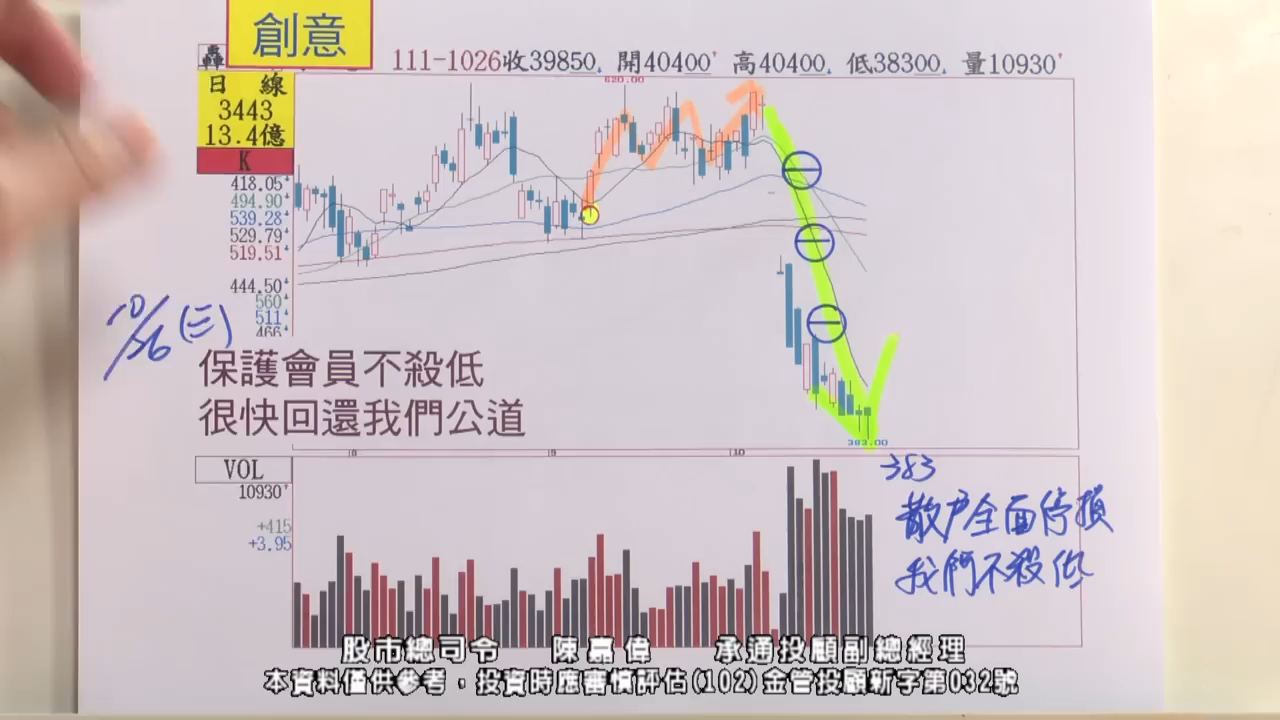 創意
111-1026收39850 開40400 高40400 低38300 量10930
日 線
3443
13.4億
K
620.00
418.05
494.90
539.28
529.79
519.51
444.50
560
511
466
10/26(三)
保護會員不殺低
很快回還我們公道
383.00
9
10
VOL
10930
+415
+3.95
383
散戶全面停損
我們不殺低
股市總司令 陳嘉偉 承通投顧副總經理
本資料僅供參考，投資時應審慎評估(102)金管投顧新字第032號